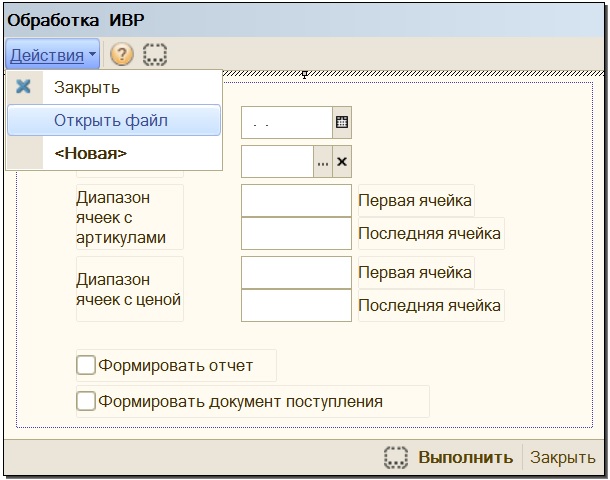 Обработка ИВР
Действия
Закрыть
Открыть файл
<Новая>
. .
Диапазон
ячеек с
артикулами
Первая ячейка
Последняя ячейка
Диапазон
ячеек с ценой
Первая ячейка
Последняя ячейка
Формировать отчет
Формировать документ поступления
Выполнить Закрыть